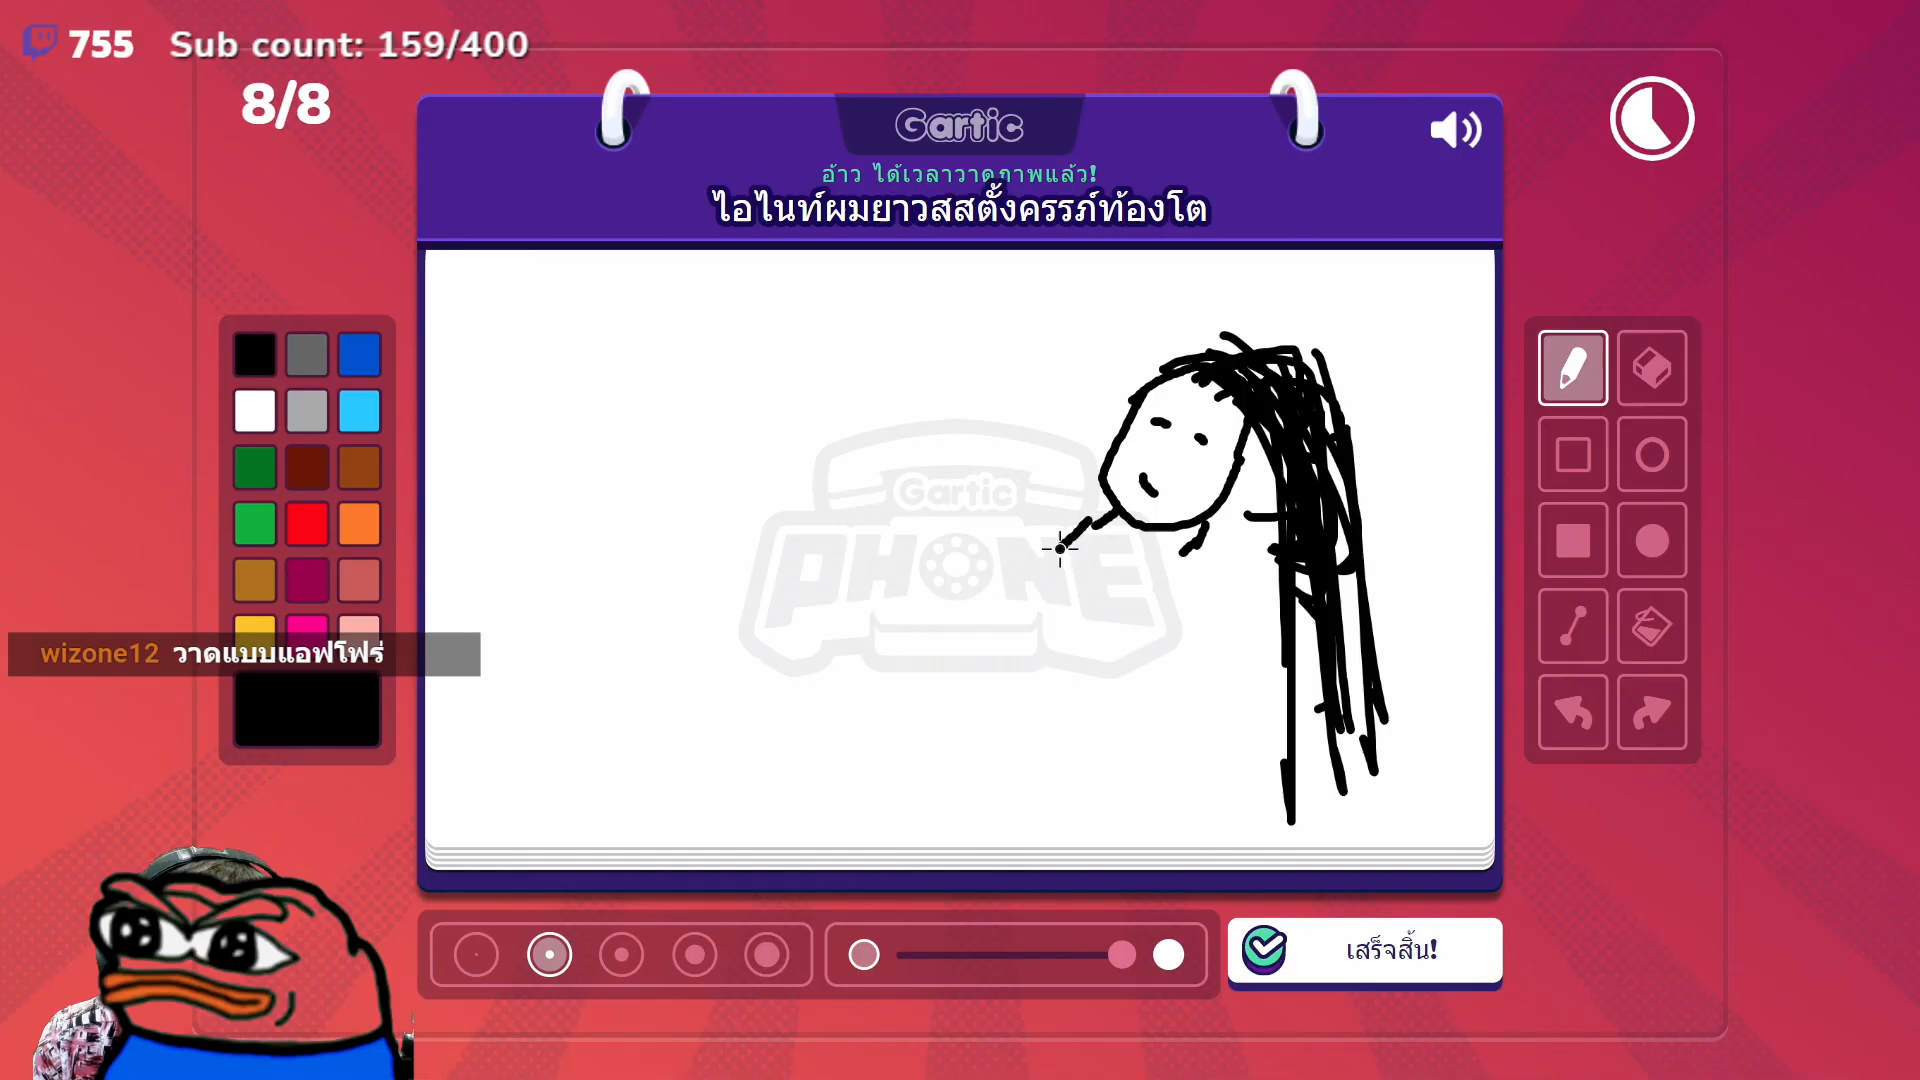 755 Sub count: 159/400
8/8
Gartic
อ้าว ได้เวลาวาดภาพแล้ว!
ไอไนท์ผมยาวสสตั้งครรภ์ท้องโต
Gartic
PHONE
wizone12 วาดแบบแอฟโฟร่
เสร็จสิ้น!